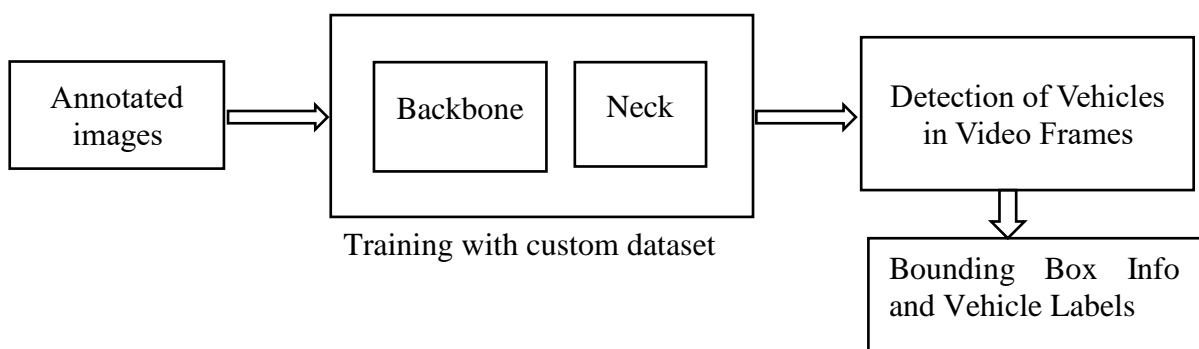 Annotated
images
Backbone
Neck
Detection of Vehicles
in Video Frames
Training with custom dataset
Bounding Box Info
and Vehicle Labels